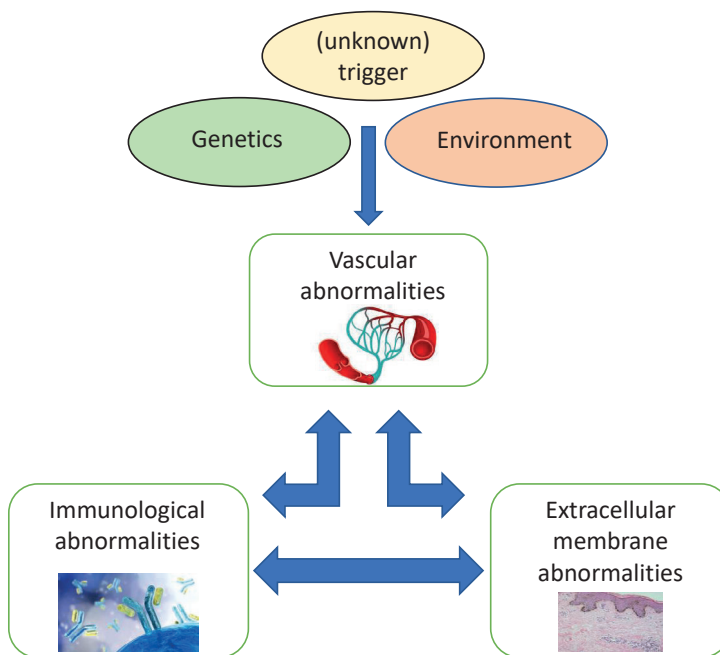 (unknown)
trigger
Genetics
Environment
Vascular
abnormalities
Immunological
abnormalities
Extracellular
membrane
abnormalities